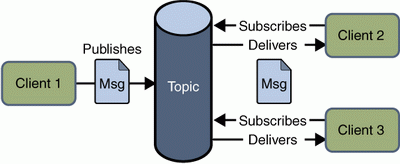 Publishes
Client 1
Msg
Topic
Subscribes
Delivers
Client 2
Msg
Subscribes
Delivers
Client 3